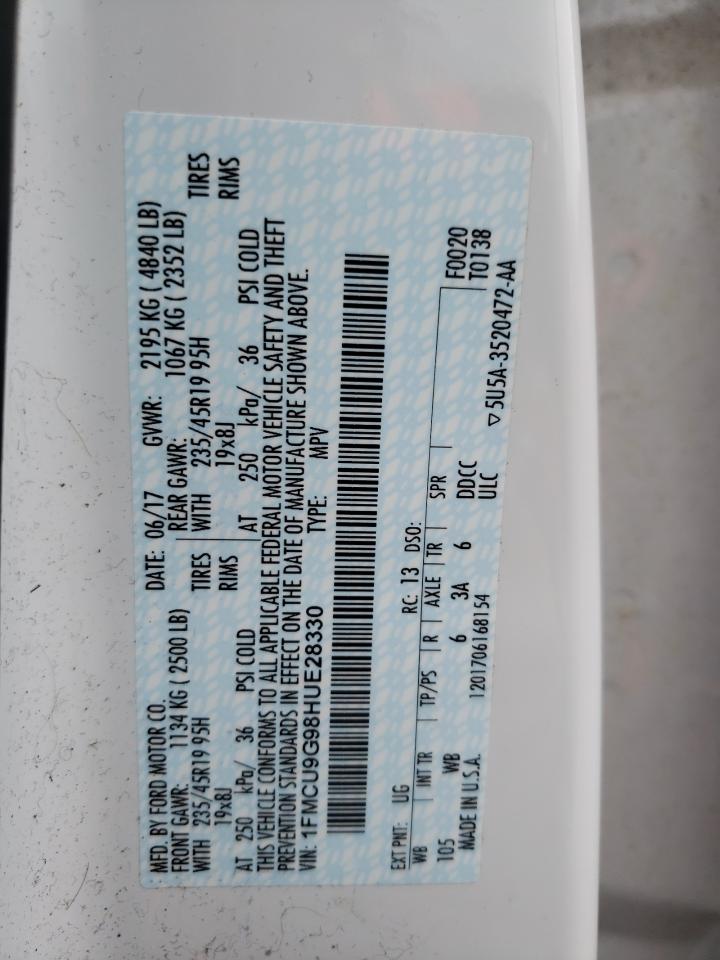 MFD. BY FORD MOTOR CO. DATE: 06/17 GVWR: 2195 KG ( 4840 LB)
FRONT GAWR: 1134 KG ( 2500 LB) REAR GAWR: 1067 KG ( 2352 LB)
WITH 235/45R19 95H TIRES WITH 235/45R19 95H TIRES
19x8J RIMS 19x8J RIMS
AT 250 kPa/ 36 PSI COLD AT 250 kPa/ 36 PSI COLD
THIS VEHICLE CONFORMS TO ALL APPLICABLE FEDERAL MOTOR VEHICLE SAFETY AND THEFT
PREVENTION STANDARDS IN EFFECT ON THE DATE OF MANUFACTURE SHOWN ABOVE.
VIN: 1FMCU9G98HUE28330 TYPE: MPV
EXT PNT: UG RC: 13 DSO:
WB INT TR TP/PS R AXLE TR SPR F0020
105 WB 6 3A 6 DDCC T0138
MADE IN U.S.A. 1201706168154 ULC ▽5U5A-3520472-AA